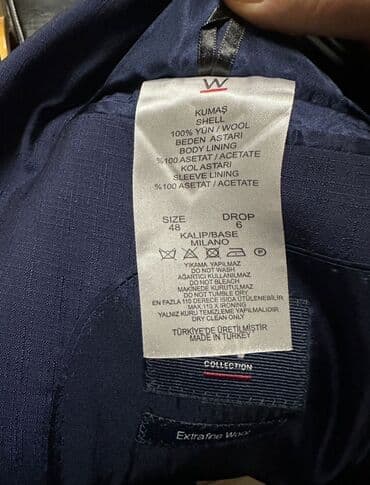 W
KUMAŞ
SHELL
100% YÜN / WOOL
BEDEN ASTARI
BODY LINING
%100 ASETAT / ACETATE
KOL ASTARI
SLEEVE LINING
%100 ASETAT / ACETATE
SIZE DROP
48 6
KALIP/BASE
MILANO
YIKAMA YAPILMAZ
DO NOT WASH
AĞARTICI KULLANILMAZ
DO NOT BLEACH
MAKİNEDE KURUTULMAZ
DO NOT TUMBLE DRY
EN FAZLA 110 DERECE ISIDA ÜTÜLENEBİLİR
MAX 110 X IRONING
YALNIZ KURU TEMİZLEME YAPILMALIDIR
DRY CLEAN ONLY
TÜRKİYE'DE ÜRETİLMİŞTİR
MADE IN TURKEY
COLLECTION
Extrafine Wool